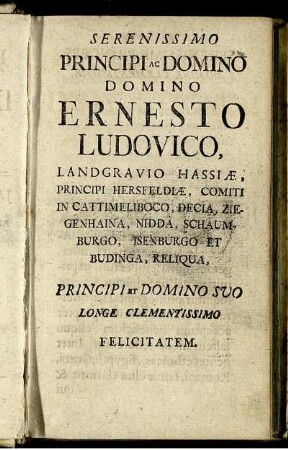 SERENISSIMO
PRINCIPI AC DOMINO
DOMINO
ERNESTO
LUDOVICO,
LANDGRAVIO HASSIÆ,
PRINCIPI HERSFELDIÆ, COMITI
IN CATTIMELIBOCO, DECIA, ZIE-
GENHAINA, NIDDA, SCHAUM-
BURGO, ISENBURGO ET
BUDINGA, RELIQUA,
PRINCIPI ET DOMINO SUO
LONGE CLEMENTISSIMO
FELICITATEM.